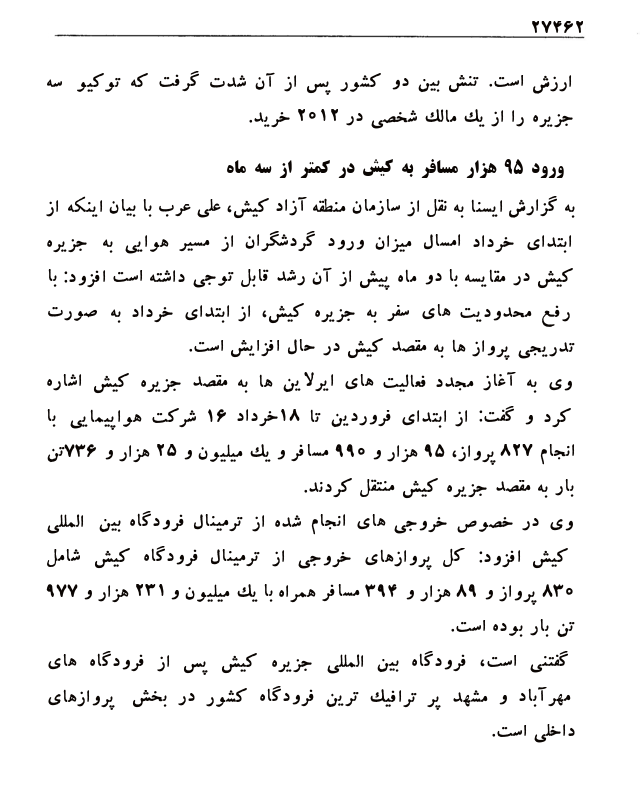 ۲۷۴۶۲
ارزش است. تنش بین دو کشور پس از آن شدت گرفت که توکیو سه
جزیره را از یك مالك شخصی در ۲۰۱۲ خرید.
ورود ۹۵ هزار مسافر به کیش در کمتر از سه ماه
به گزارش ایسنا به نقل از سازمان منطقه آزاد کیش، علی عرب با بیان اینکه از
ابتدای خرداد امسال میزان ورود گردشگران از مسیر هوایی به جزیره
کیش در مقایسه با دو ماه پیش از آن رشد قابل توجی داشته است افزود: با
رفع محدودیت های سفر به جزیره کیش، از ابتدای خرداد به صورت
تدریجی پرواز ها به مقصد کیش در حال افزایش است.
وی به آغاز مجدد فعالیت های ایرلاین ها به مقصد جزیره کیش اشاره
کرد و گفت: از ابتدای فروردین تا ۱۸خرداد ۱۶ شرکت هواپیمایی با
انجام ۸۲۷ پرواز، ۹۵ هزار و ۹۹۰ مسافر و یك میلیون و ۲۵ هزار و ۷۳۶تن
بار به مقصد جزیره کیش منتقل کردند.
وی در خصوص خروجی های انجام شده از ترمینال فرودگاه بین المللی
کیش افزود: کل پروازهای خروجی از ترمینال فرودگاه کیش شامل
۸۳۰ پرواز و ۸۹ هزار و ۳۹۴ مسافر همراه با یك میلیون و ۲۳۱ هزار و ۹۷۷
تن بار بوده است.
گفتنی است، فرودگاه بین المللی جزیره کیش پس از فرودگاه های
مهرآباد و مشهد پر ترافیك ترین فرودگاه کشور در بخش پروازهای
داخلی است.